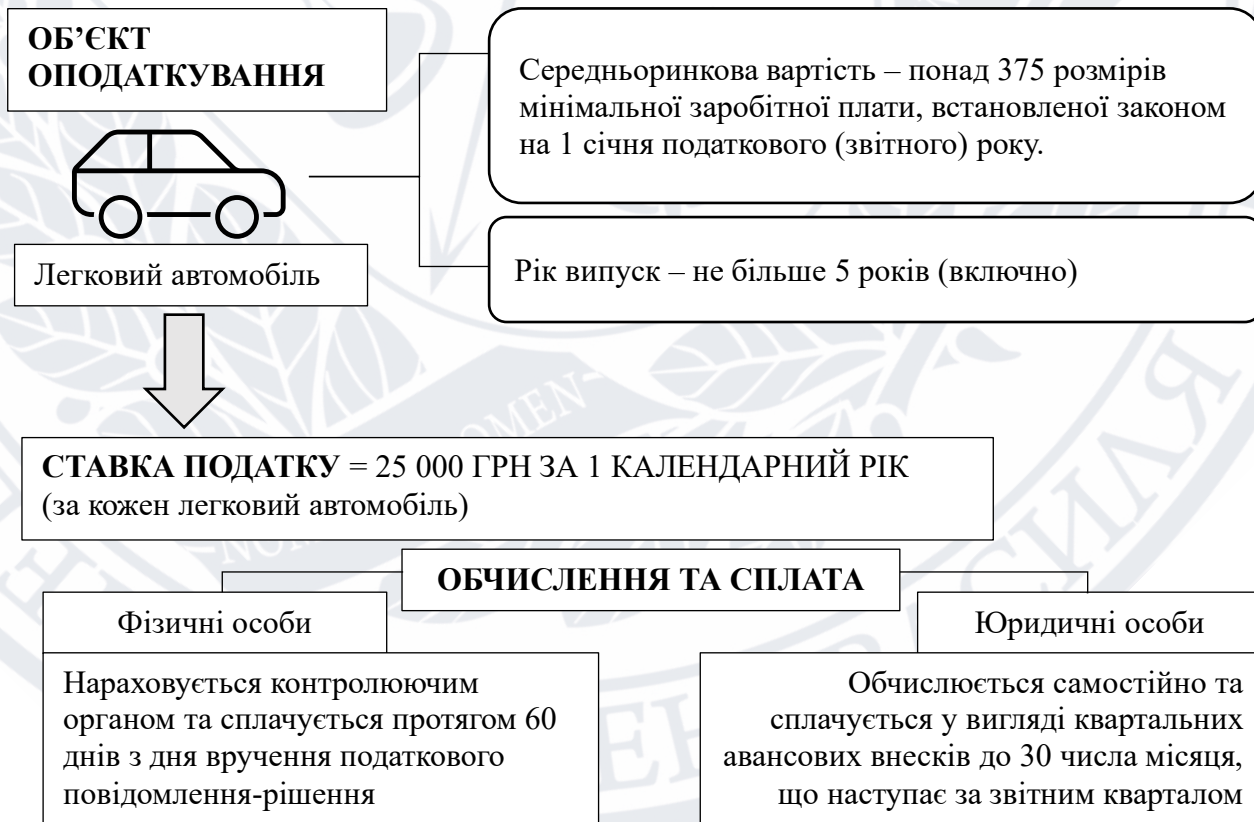 ОБ’ЄКТ
ОПОДАТКУВАННЯ
Середньоринкова вартість – понад 375 розмірів
мінімальної заробітної плати, встановленої законом
на 1 січня податкового (звітного) року.
Легковий автомобіль
Рік випуск – не більше 5 років (включно)
СТАВКА ПОДАТКУ = 25 000 ГРН ЗА 1 КАЛЕНДАРНИЙ РІК
(за кожен легковий автомобіль)
ОБЧИСЛЕННЯ ТА СПЛАТА
Фізичні особи
Нараховується контролюючим
органом та сплачується протягом 60
днів з дня вручення податкового
повідомлення-рішення
Юридичні особи
Обчислюється самостійно та
сплачується у вигляді квартальних
авансових внесків до 30 числа місяця,
що наступає за звітним кварталом